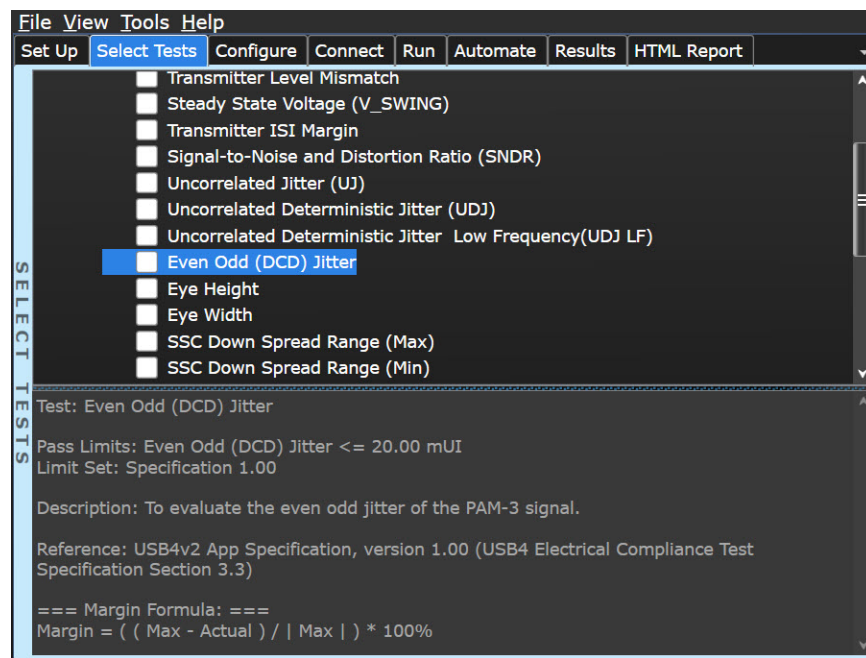 File View Tools Help
Set Up Select Tests Configure Connect Run Automate Results HTML Report
Transmitter Level Mismatch
Steady State Voltage (V_SWING)
Transmitter ISI Margin
Signal-to-Noise and Distortion Ratio (SNDR)
Uncorrelated Jitter (UJ)
Uncorrelated Deterministic Jitter (UDJ)
Uncorrelated Deterministic Jitter Low Frequency(UDJ LF)
Even Odd (DCD) Jitter
Eye Height
Eye Width
SSC Down Spread Range (Max)
SSC Down Spread Range (Min)
SELECT TESTS
Test: Even Odd (DCD) Jitter
Pass Limits: Even Odd (DCD) Jitter <= 20.00 mUI
Limit Set: Specification 1.00
Description: To evaluate the even odd jitter of the PAM-3 signal.
Reference: USB4v2 App Specification, version 1.00 (USB4 Electrical Compliance Test
Specification Section 3.3)
=== Margin Formula: ===
Margin = ( ( Max - Actual ) / | Max | ) * 100%